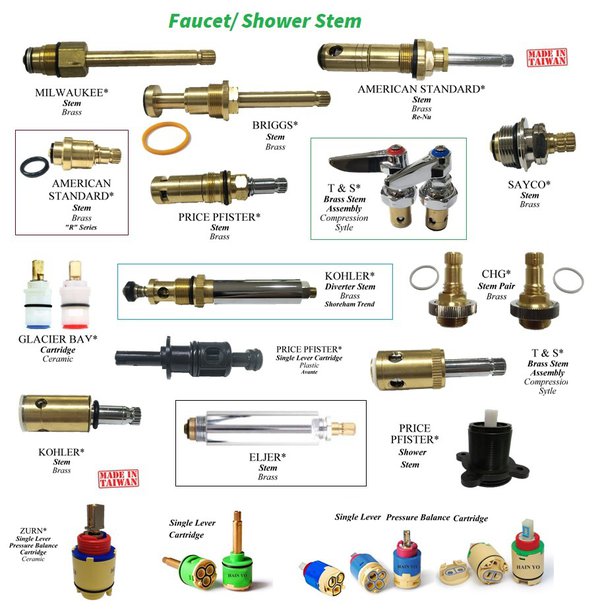 Faucet/ Shower Stem
MILWAUKEE*
Stem
Brass
BRIGGS*
Stem
Brass
AMERICAN STANDARD*
Stem
Brass
Re-Nu
MADE IN
TAIWAN
AMERICAN
STANDARD*
Stem
Brass
"R" Series
PRICE PFISTER*
Stem
Brass
T & S*
Brass Stem
Assembly
Compression
Sytle
SAYCO*
Stem
Brass
GLACIER BAY*
Cartridge
Ceramic
KOHLER*
Diverter Stem
Brass
Shoreham Trend
CHG*
Stem Pair
Brass
PRICE PFISTER*
Single Lever Cartridge
Plastic
Avante
T & S*
Brass Stem
Assembly
Compression
Sytle
KOHLER*
Stem
Brass
ELJER*
Stem
Brass
PRICE
PFISTER*
Shower
Stem
MADE IN
TAIWAN
ZURN*
Single Lever
Pressure Balance
Cartridge
Ceramic
Single Lever
Cartridge
HAIN YO
Single Lever Pressure Balance Cartridge
HAIN YO
HAIN YO